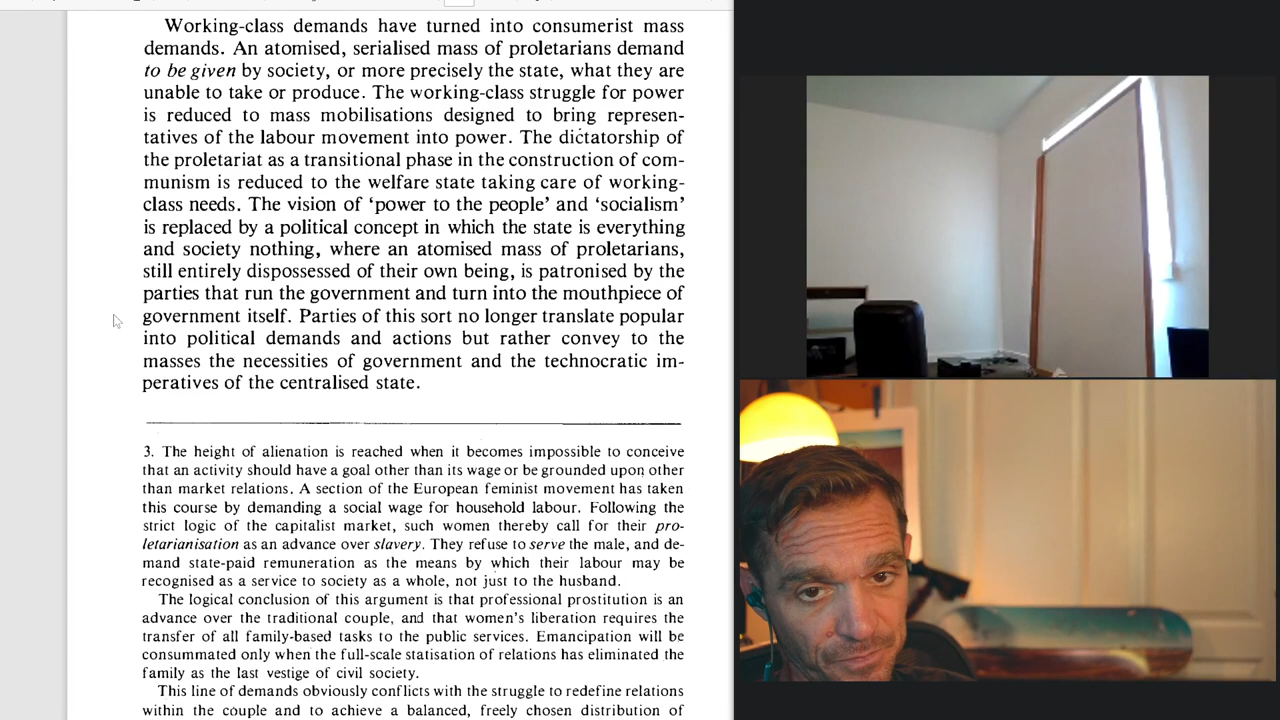 Working-class demands have turned into consumerist mass
demands. An atomised, serialised mass of proletarians demand
to be given by society, or more precisely the state, what they are
unable to take or produce. The working-class struggle for power
is reduced to mass mobilisations designed to bring represen-
tatives of the labour movement into power. The dictatorship of
the proletariat as a transitional phase in the construction of com-
munism is reduced to the welfare state taking care of working-
class needs. The vision of ‘power to the people’ and ‘socialism’
is replaced by a political concept in which the state is everything
and society nothing, where an atomised mass of proletarians,
still entirely dispossessed of their own being, is patronised by the
parties that run the government and turn into the mouthpiece of
government itself. Parties of this sort no longer translate popular
into political demands and actions but rather convey to the
masses the necessities of government and the technocratic im-
peratives of the centralised state.
3. The height of alienation is reached when it becomes impossible to conceive
that an activity should have a goal other than its wage or be grounded upon other
than market relations. A section of the European feminist movement has taken
this course by demanding a social wage for household labour. Following the
strict logic of the capitalist market, such women thereby call for their pro-
letarianisation as an advance over slavery. They refuse to serve the male, and de-
mand state-paid remuneration as the means by which their labour may be
recognised as a service to society as a whole, not just to the husband.
The logical conclusion of this argument is that professional prostitution is an
advance over the traditional couple, and that women’s liberation requires the
transfer of all family-based tasks to the public services. Emancipation will be
consummated only when the full-scale statisation of relations has eliminated the
family as the last vestige of civil society.
This line of demands obviously conflicts with the struggle to redefine relations
within the couple and to achieve a balanced, freely chosen distribution of